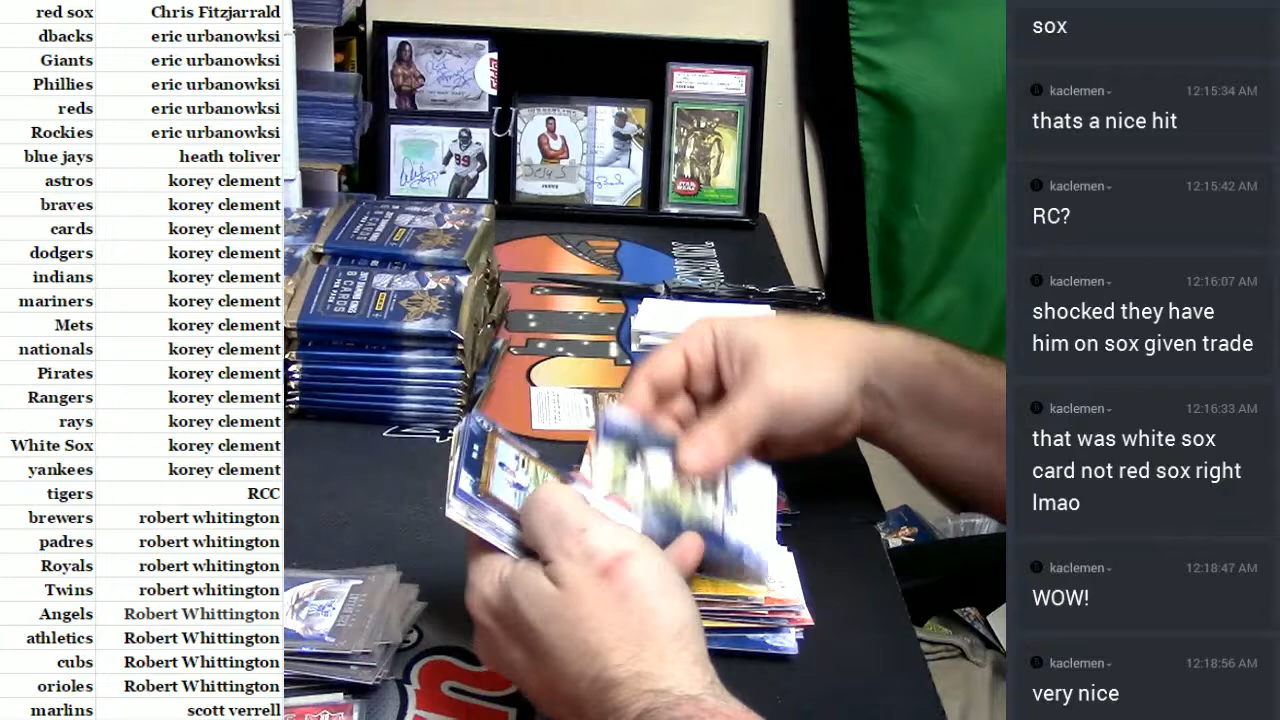 red sox Chris Fitzjarrald
dbacks eric urbanowksi
Giants eric urbanowksi
Phillies eric urbanowksi
reds eric urbanowksi
Rockies eric urbanowksi
blue jays heath toliver
astros korey clement
braves korey clement
cards korey clement
dodgers korey clement
indians korey clement
mariners korey clement
Mets korey clement
nationals korey clement
Pirates korey clement
Rangers korey clement
rays korey clement
White Sox korey clement
yankees korey clement
tigers RCC
brewers robert whitington
padres robert whitington
Royals robert whitington
Twins robert whitington
Angels Robert Whittington
athletics Robert Whittington
cubs Robert Whittington
orioles Robert Whittington
marlins scott verrell
STAR WARS
99
8 CARDS
PER PACK
sox
kaclemen 12:15:34 AM
thats a nice hit
kaclemen 12:15:42 AM
RC?
kaclemen 12:16:07 AM
shocked they have
him on sox given trade
kaclemen 12:16:33 AM
that was white sox
card not red sox right
lmao
kaclemen 12:18:47 AM
WOW!
kaclemen 12:18:56 AM
very nice